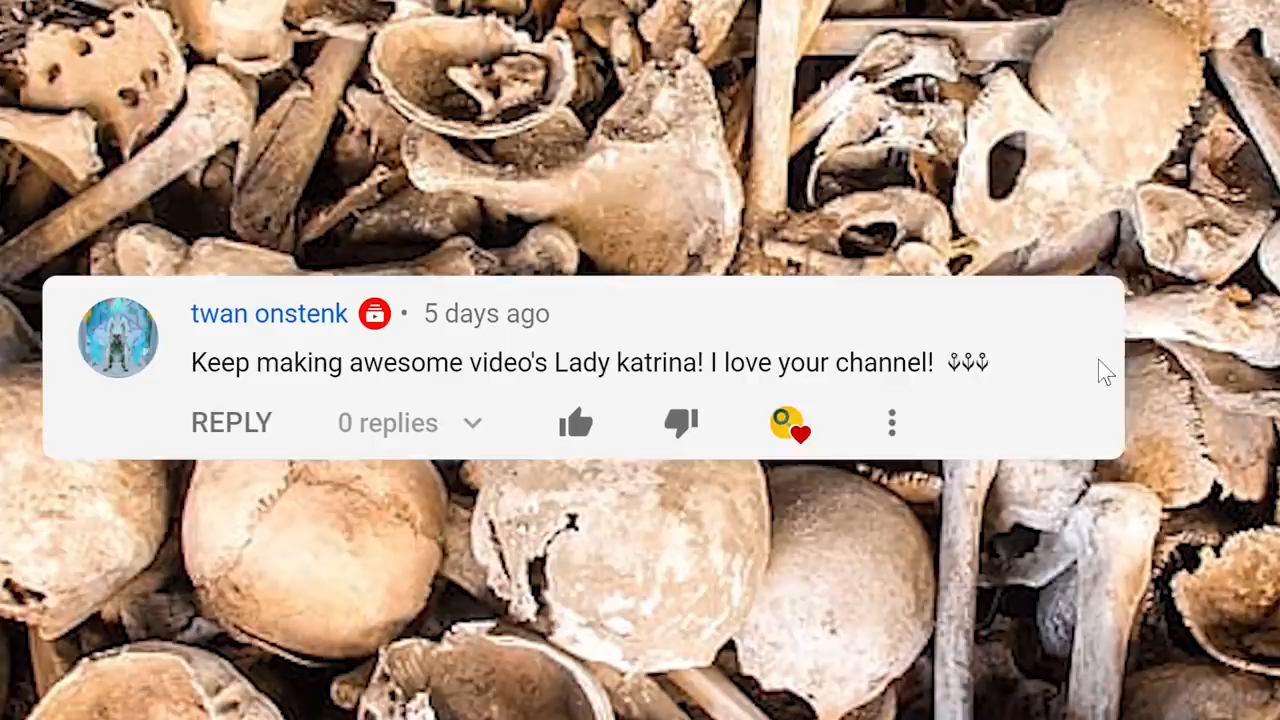 twan onstenk • 5 days ago
Keep making awesome video's Lady katrina! I love your channel! ⚓⚓⚓
REPLY 0 replies